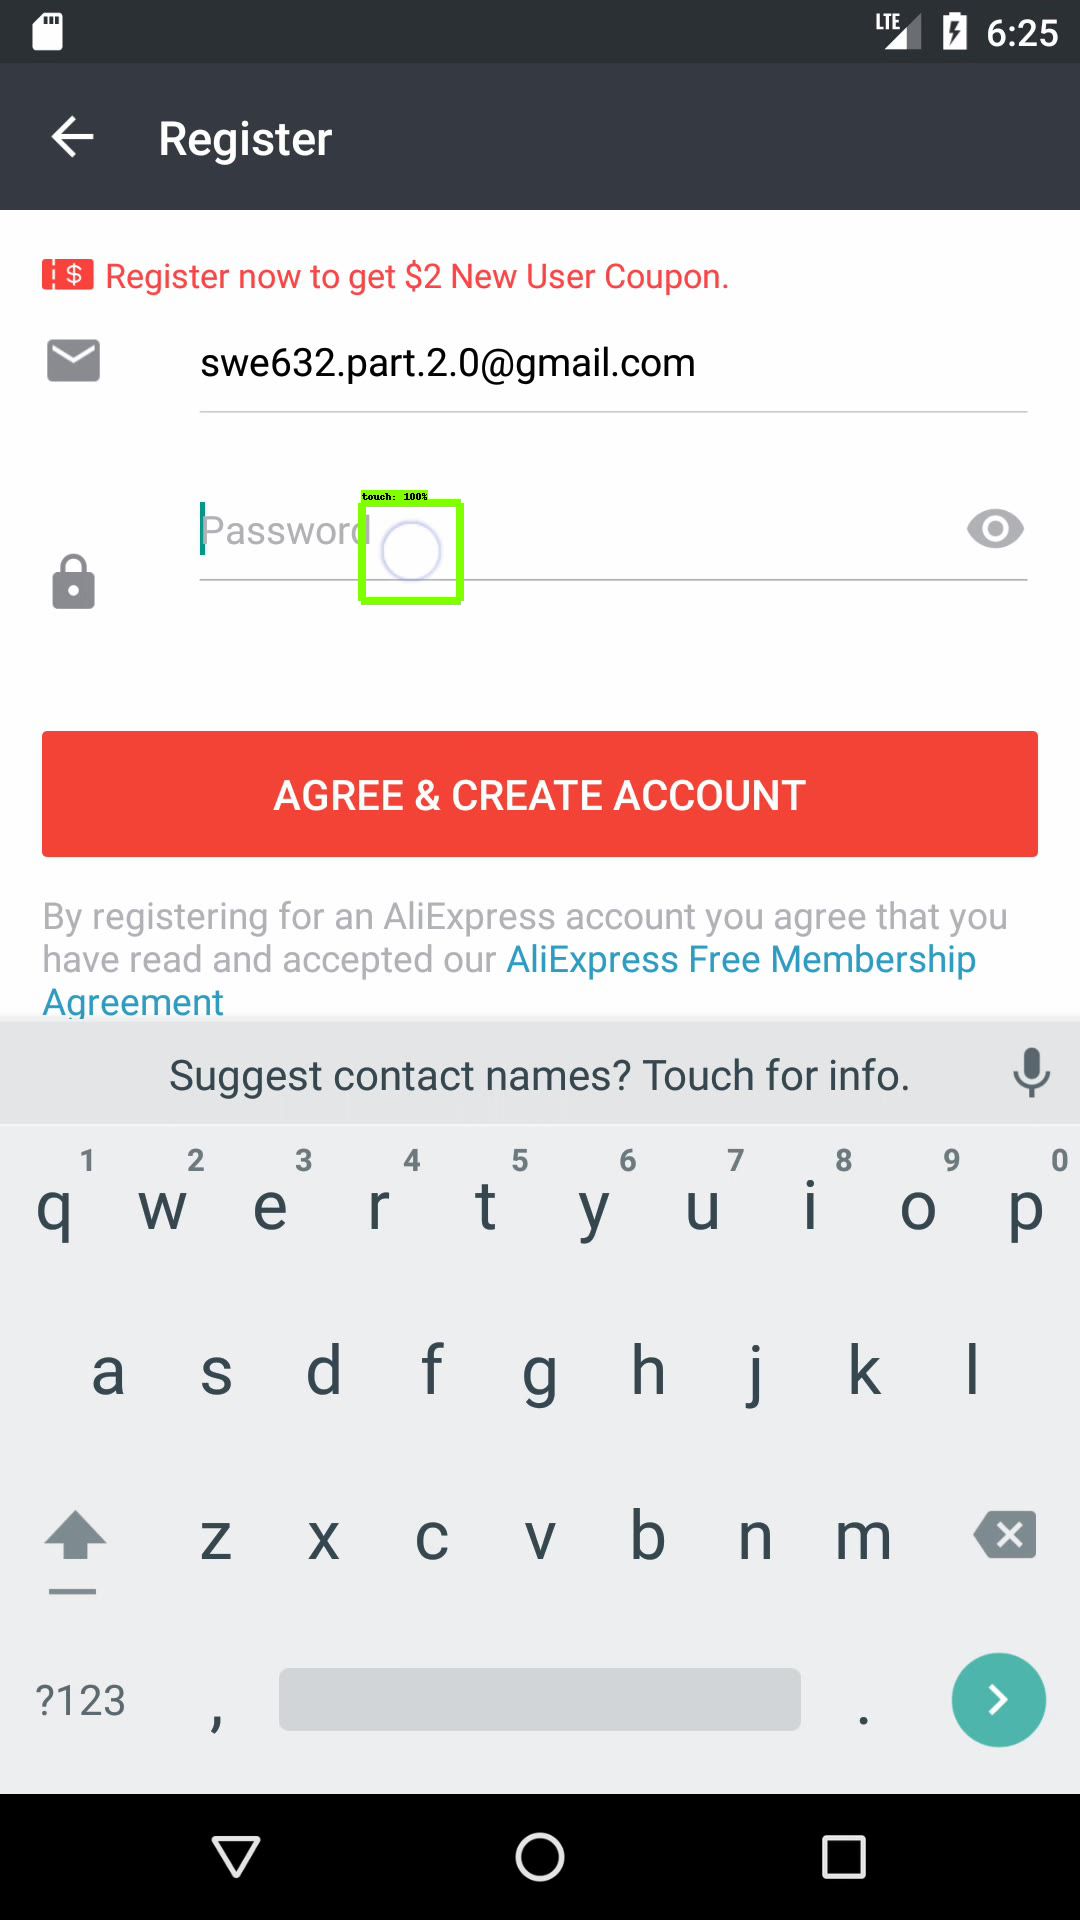 LTE 6:25
Register
$ Register now to get $2 New User Coupon.
swe632.part.2.0@gmail.com
touch: 100%
Password
AGREE & CREATE ACCOUNT
By registering for an AliExpress account you agree that you
have read and accepted our AliExpress Free Membership
Agreement
Suggest contact names? Touch for info.
1 2 3 4 5 6 7 8 9 0
q w e r t y u i o p
a s d f g h j k l
z x c v b n m
?123 , .